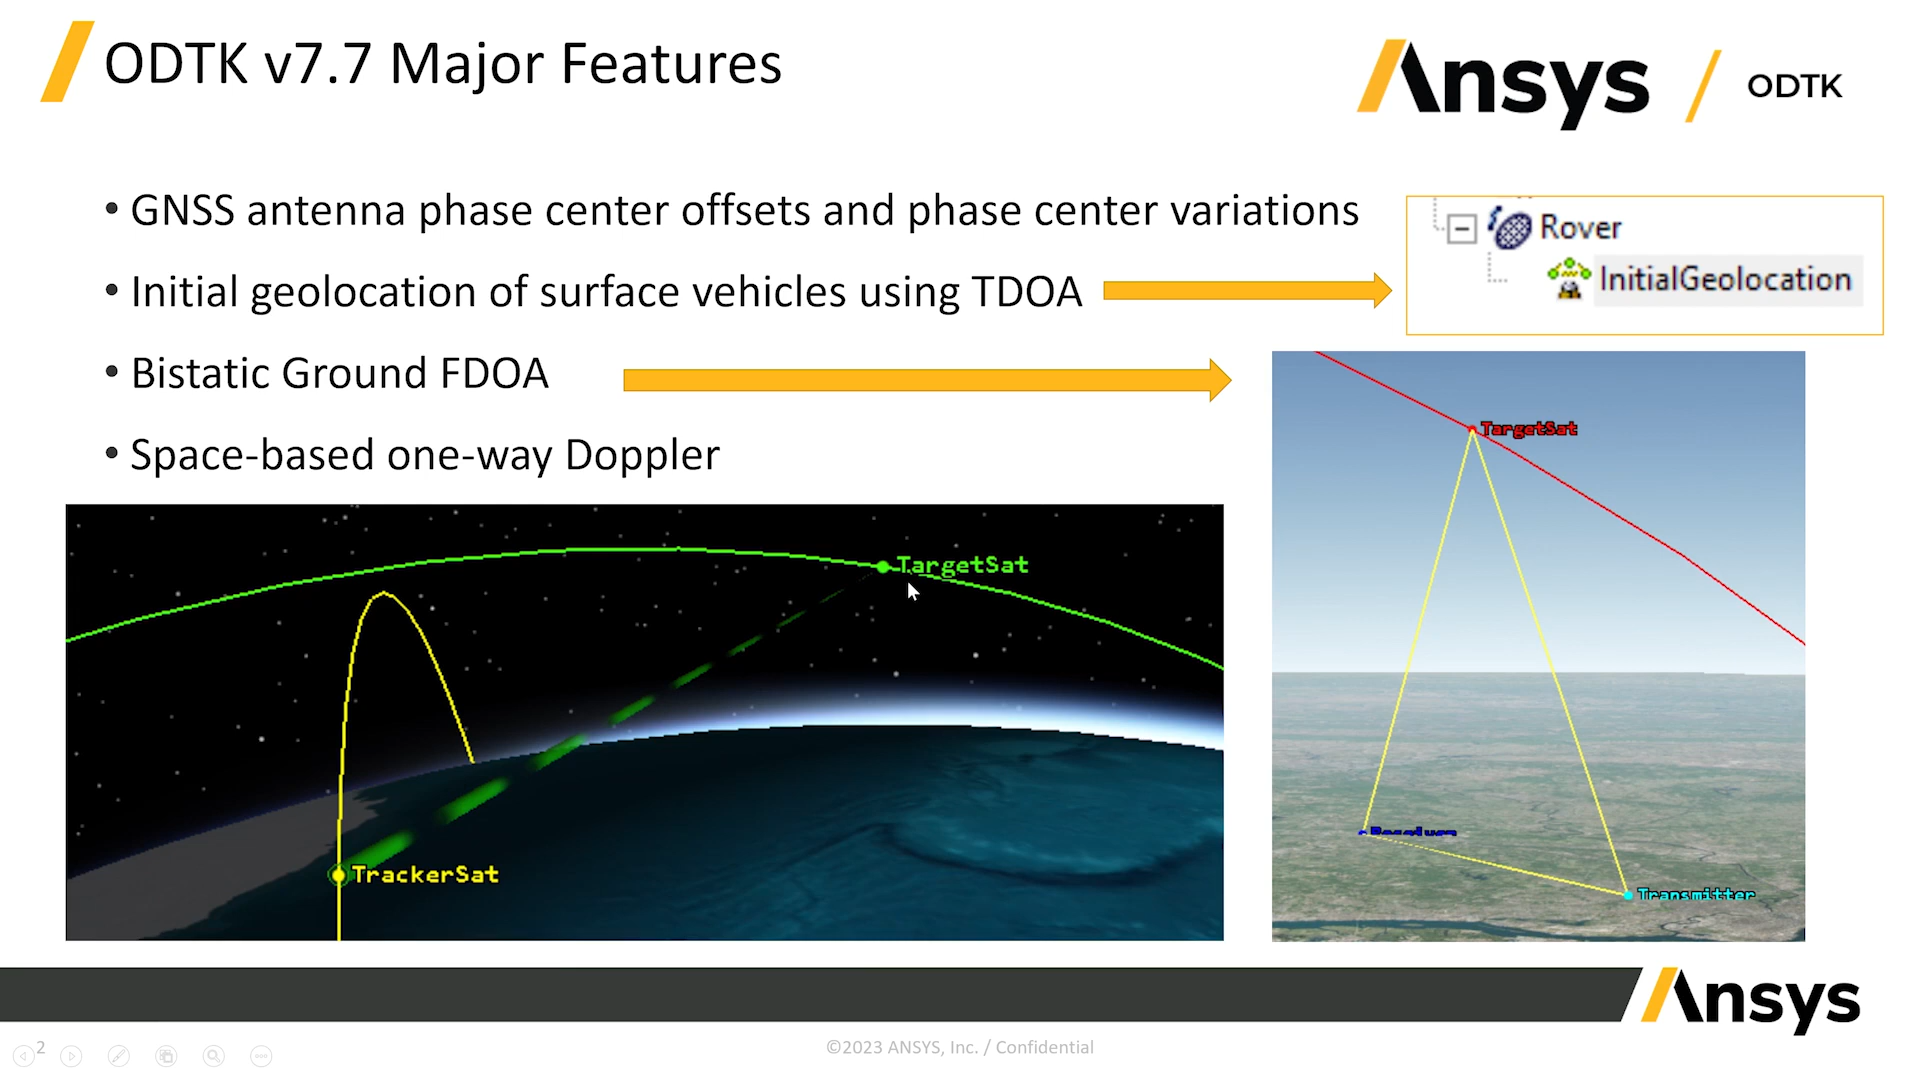 ODTK v7.7 Major Features
Ansys / ODTK
• GNSS antenna phase center offsets and phase center variations
• Initial geolocation of surface vehicles using TDOA
• Bistatic Ground FDOA
• Space-based one-way Doppler
Rover
InitialGeolocation
TargetSat
TrackerSat
TargetSat
Transmitter
Ansys
2
©2023 ANSYS, Inc. / Confidential